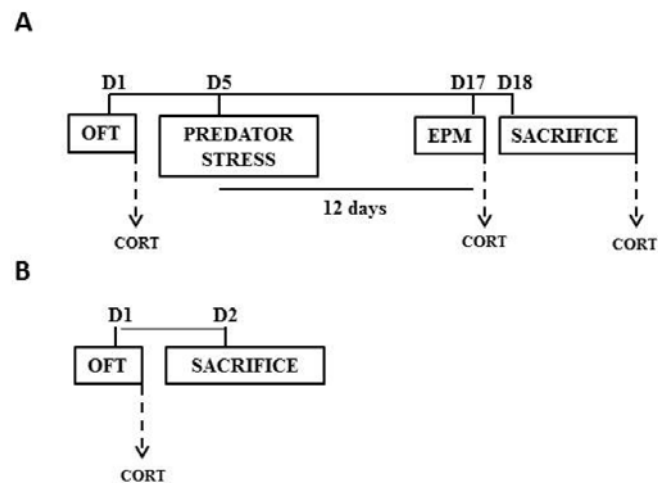 A
D1 D5 D17 D18
OFT PREDATOR STRESS EPM SACRIFICE
12 days
CORT CORT CORT
B
D1 D2
OFT SACRIFICE
CORT